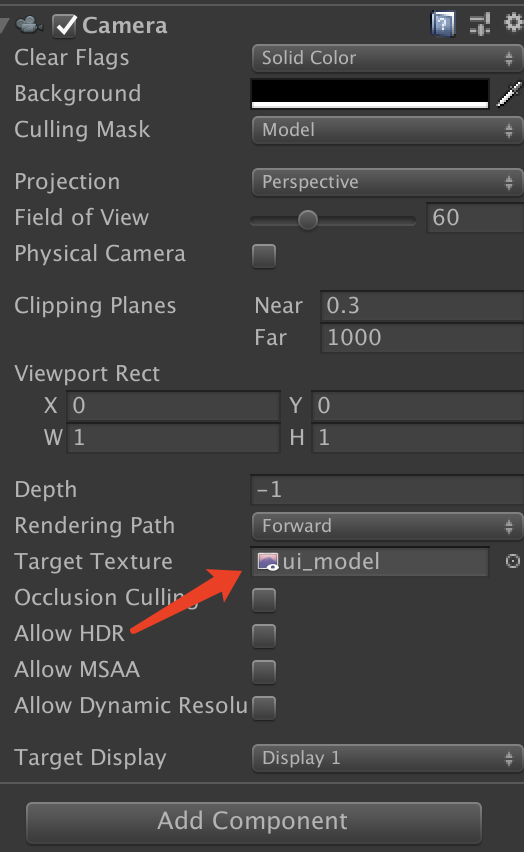 Camera
Clear Flags Solid Color
Background
Culling Mask Model
Projection Perspective
Field of View 60
Physical Camera
Clipping Planes Near 0.3
Far 1000
Viewport Rect
X 0 Y 0
W 1 H 1
Depth -1
Rendering Path Forward
Target Texture ui_model
Occlusion Culling
Allow HDR
Allow MSAA
Allow Dynamic Resolu
Target Display Display 1
Add Component